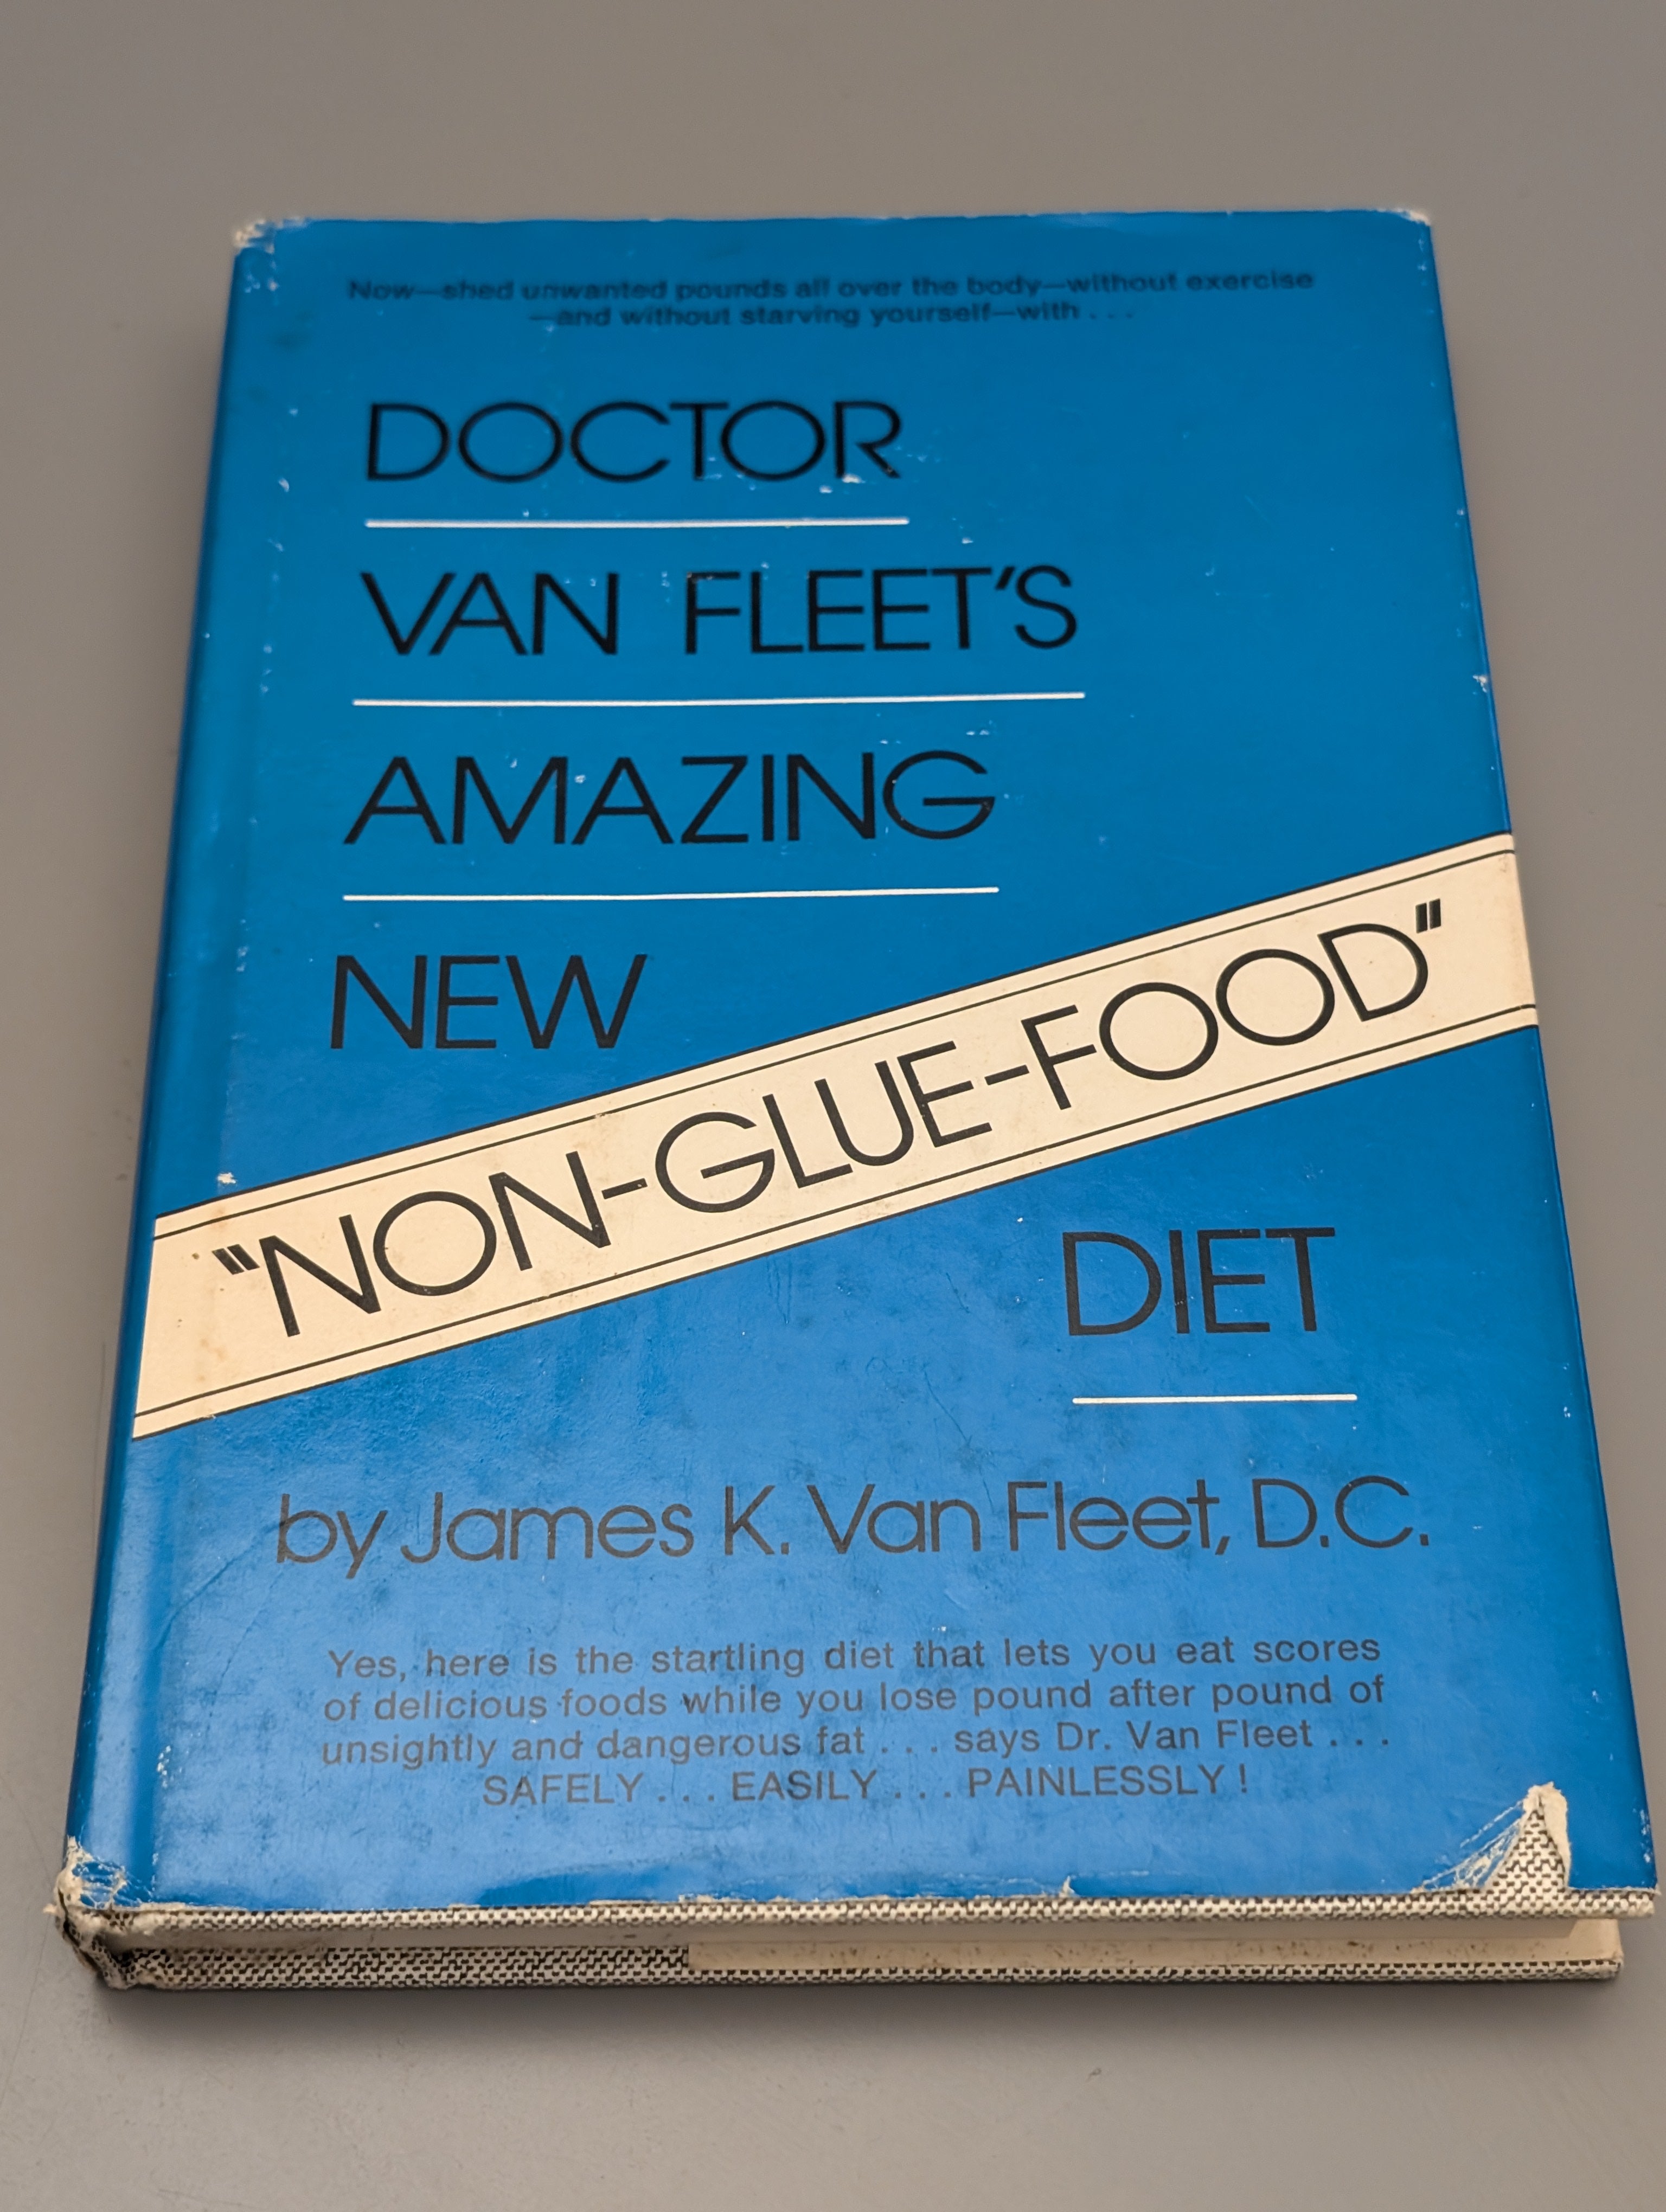 Now—shed unwanted pounds all over the body—without exercise
—and without starving yourself—with . . .
DOCTOR
VAN FLEET'S
AMAZING
NEW
"NON-GLUE-FOOD"
DIET
by James K. Van Fleet, D.C.
Yes, here is the startling diet that lets you eat scores
of delicious foods while you lose pound after pound of
unsightly and dangerous fat . . . says Dr. Van Fleet . . .
SAFELY . . . EASILY . . . PAINLESSLY !